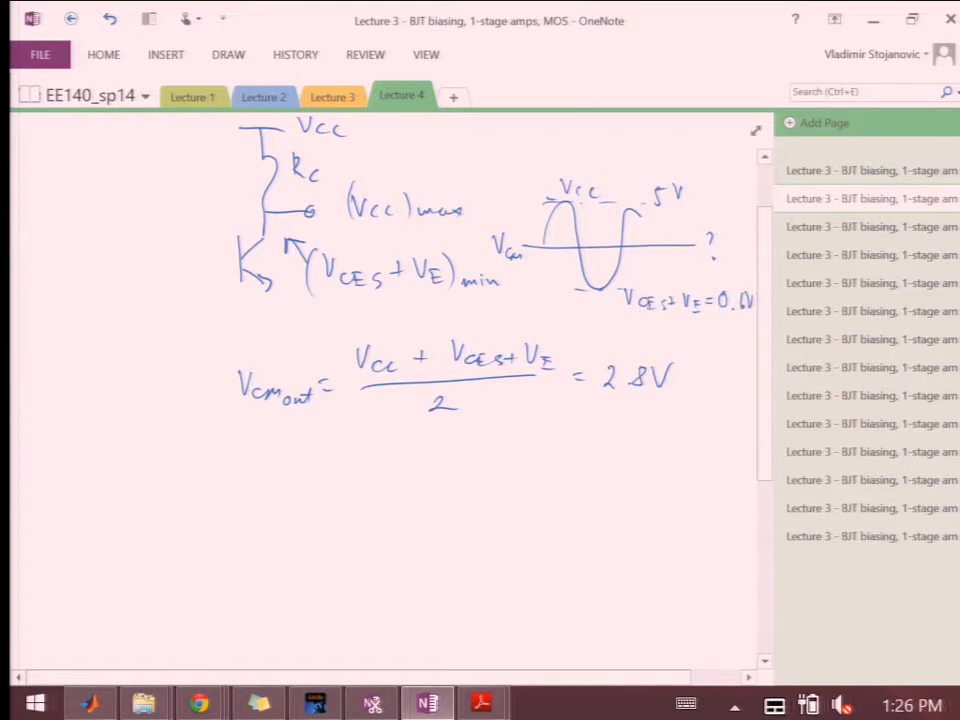 Lecture 3 - BJT biasing, 1-stage amps, MOS - OneNote
?
FILE HOME INSERT DRAW HISTORY REVIEW VIEW
Vladimir Stojanovic
EE140_sp14 Lecture 1 Lecture 2 Lecture 3 Lecture 4 +
Search (Ctrl+E)
Add Page
Lecture 3 - BJT biasing, 1-stage am
Lecture 3 - BJT biasing, 1-stage am
Lecture 3 - BJT biasing, 1-stage am
Lecture 3 - BJT biasing, 1-stage am
Lecture 3 - BJT biasing, 1-stage am
Lecture 3 - BJT biasing, 1-stage am
Lecture 3 - BJT biasing, 1-stage am
Lecture 3 - BJT biasing, 1-stage am
Lecture 3 - BJT biasing, 1-stage am
Lecture 3 - BJT biasing, 1-stage am
Lecture 3 - BJT biasing, 1-stage am
Lecture 3 - BJT biasing, 1-stage am
Lecture 3 - BJT biasing, 1-stage am
Lecture 3 - BJT biasing, 1-stage am
VCC
RC
(VCC)max
(VCES + VE)min
VCC
5V
VCM
?
VCES + VE = 0.6V
VCMout = VCC + VCES + VE = 2.8V
2
1:26 PM